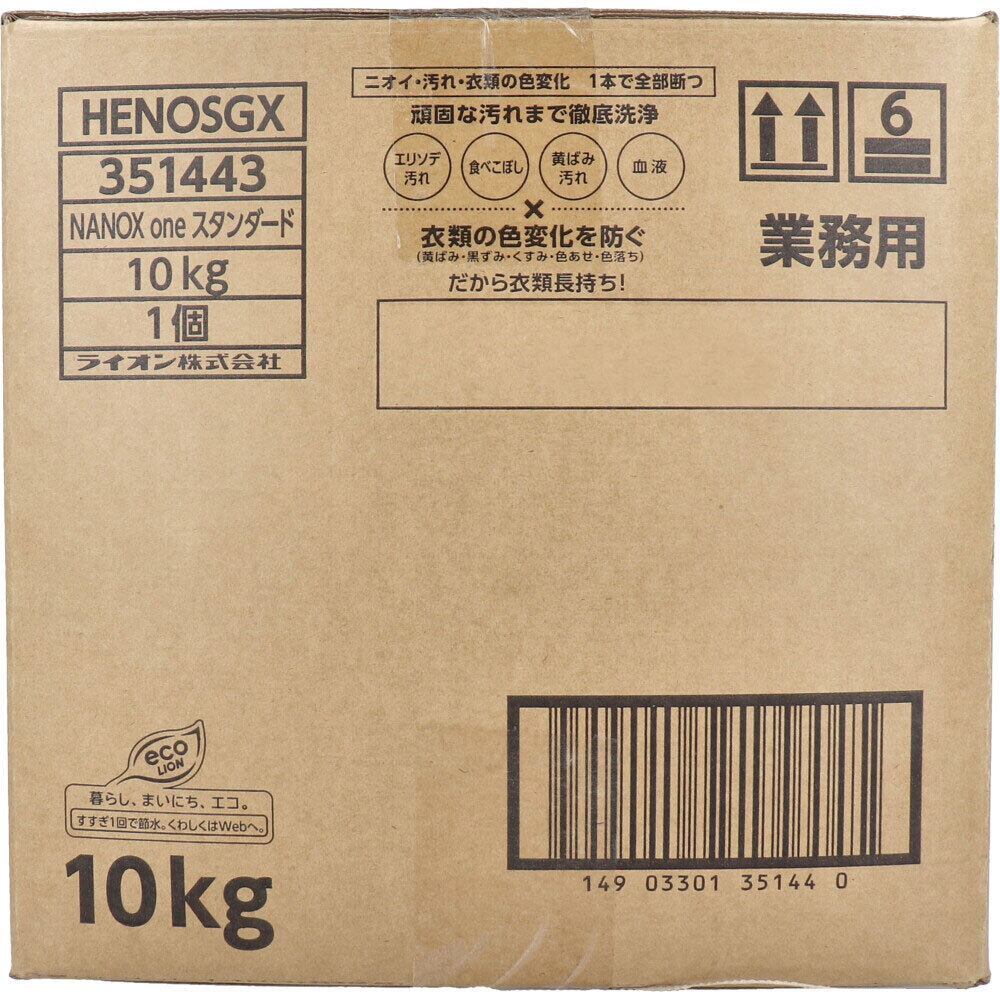 HENOSGX
351443
NANOX one スタンダード
10kg
1個
ライオン株式会社
ニオイ・汚れ・衣類の色変化 1本で全部断つ
頑固な汚れまで徹底洗浄
エリソデ
汚れ
食べこぼし
黄ばみ
汚れ
血液
×
衣類の色変化を防ぐ
(黄ばみ・黒ずみ・くすみ・色あせ・色落ち)
だから衣類長持ち!
6
業務用
eco
LION
暮らし、まいにち、エコ。
すすぎ1回で節水。くわしくはWebへ。
10kg
149 03301 35144 0